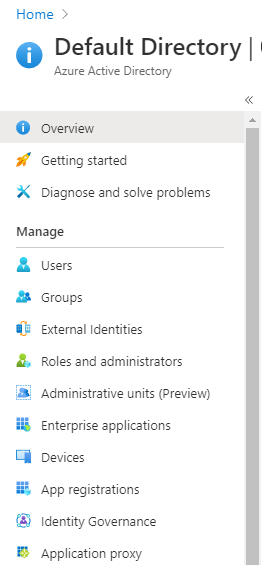 Home
Default Directory |
Azure Active Directory
Overview
Getting started
Diagnose and solve problems
Manage
Users
Groups
External Identities
Roles and administrators
Administrative units (Preview)
Enterprise applications
Devices
App registrations
Identity Governance
Application proxy